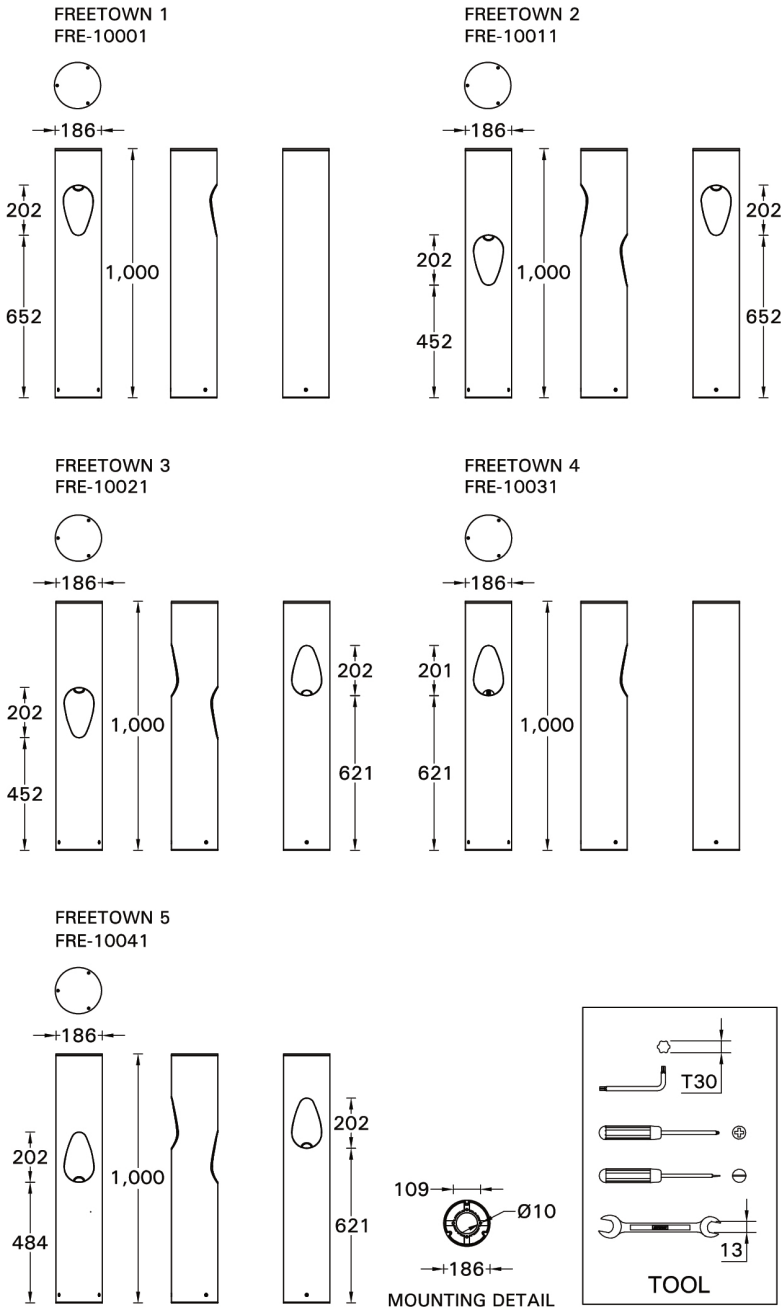 FREETOWN 1
FRE-10001
186
202
652
1,000
FREETOWN 2
FRE-10011
186
202
452
1,000
202
652
FREETOWN 3
FRE-10021
186
202
452
1,000
202
621
FREETOWN 4
FRE-10031
186
201
621
1,000
FREETOWN 5
FRE-10041
186
202
484
1,000
202
621
109
Ø10
186
MOUNTING DETAIL
T30
13
TOOL